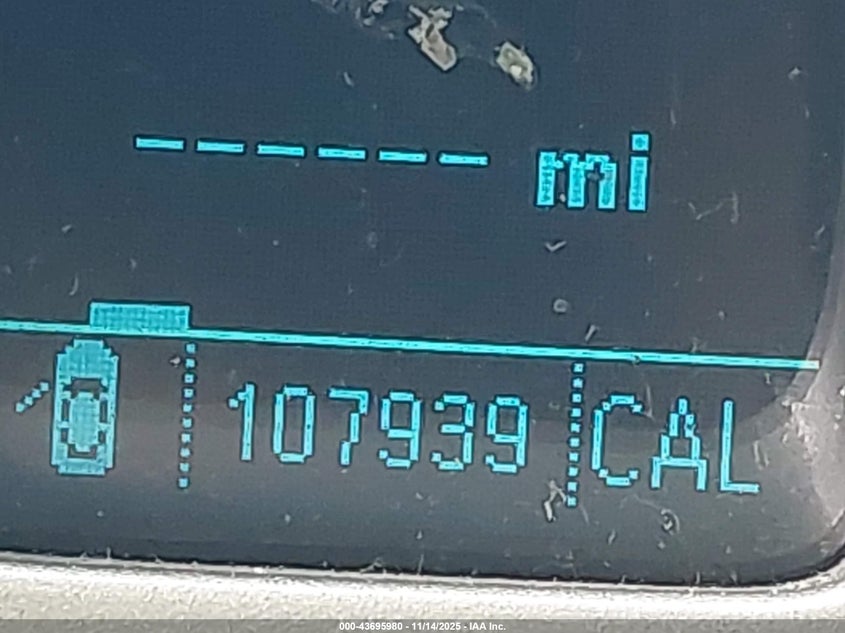 ------ mi
107939 CAL
000-43695980 - 11/14/2025 - IAA Inc.